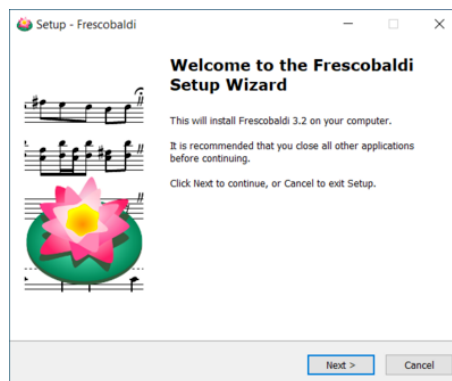 Setup - Frescobaldi
Welcome to the Frescobaldi
Setup Wizard
This will install Frescobaldi 3.2 on your computer.
It is recommended that you close all other applications
before continuing.
Click Next to continue, or Cancel to exit Setup.
Next >
Cancel